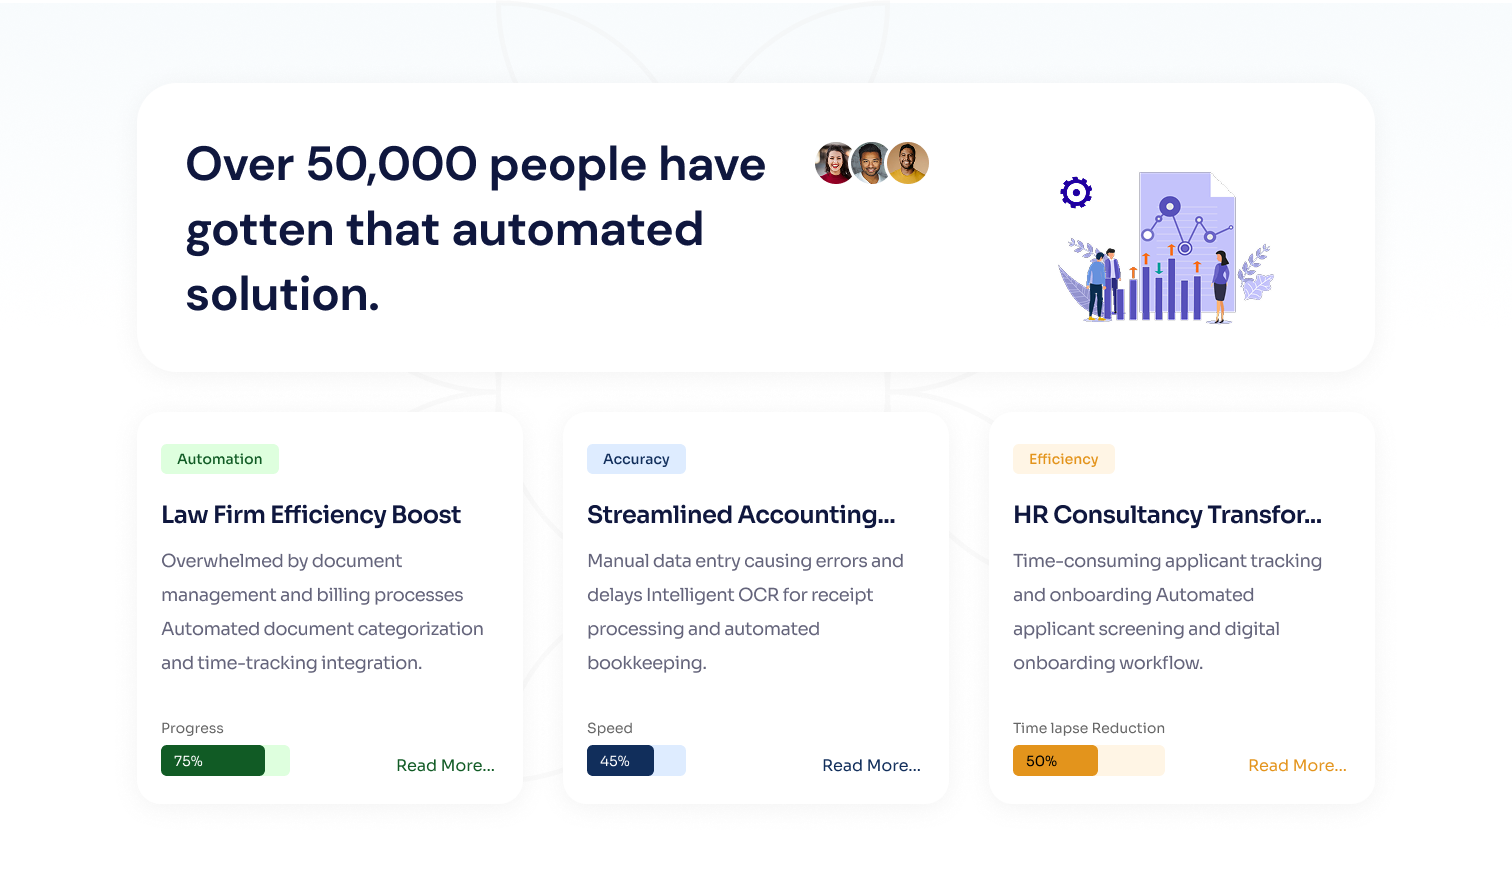 Over 50,000 people have
gotten that automated
solution.
Automation
Law Firm Efficiency Boost
Overwhelmed by document
management and billing processes
Automated document categorization
and time-tracking integration.
Progress
75%
Read More...
Accuracy
Streamlined Accounting...
Manual data entry causing errors and
delays Intelligent OCR for receipt
processing and automated
bookkeeping.
Speed
45%
Read More...
Efficiency
HR Consultancy Transfor...
Time-consuming applicant tracking
and onboarding Automated
applicant screening and digital
onboarding workflow.
Time lapse Reduction
50%
Read More...